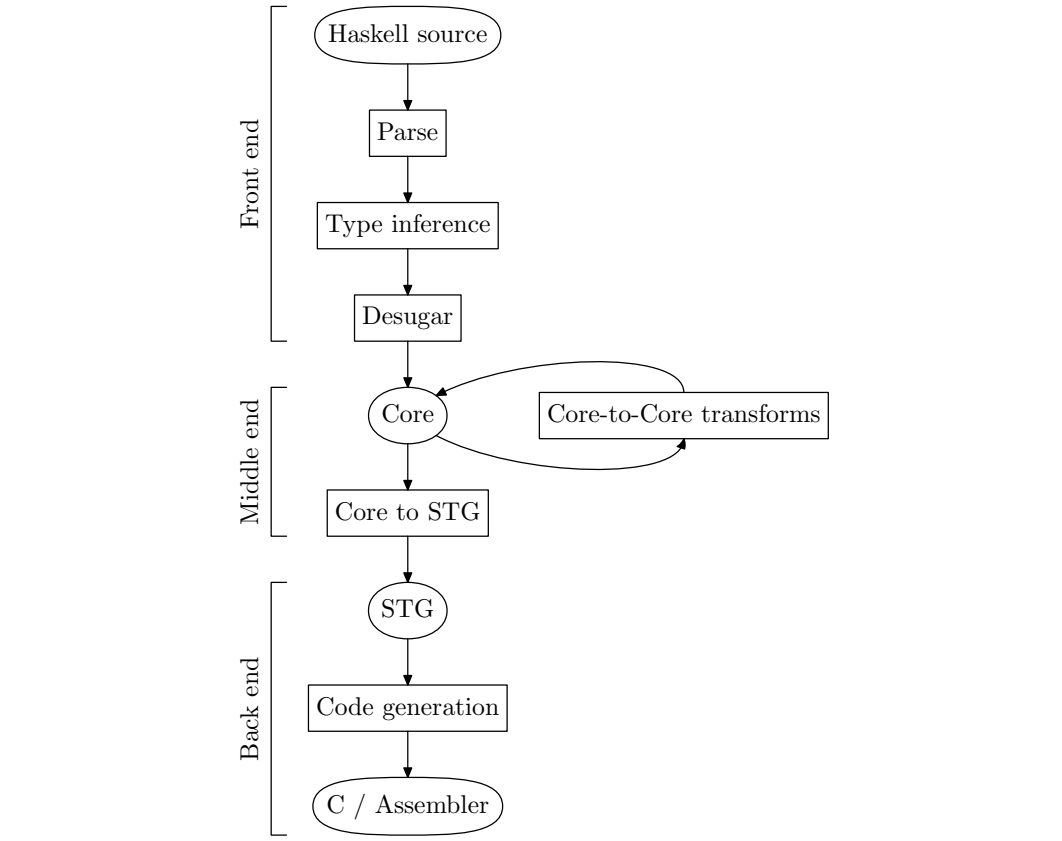 Haskell source
Front end
Parse
Type inference
Desugar
Middle end
Core
Core-to-Core transforms
Core to STG
Back end
STG
Code generation
C / Assembler